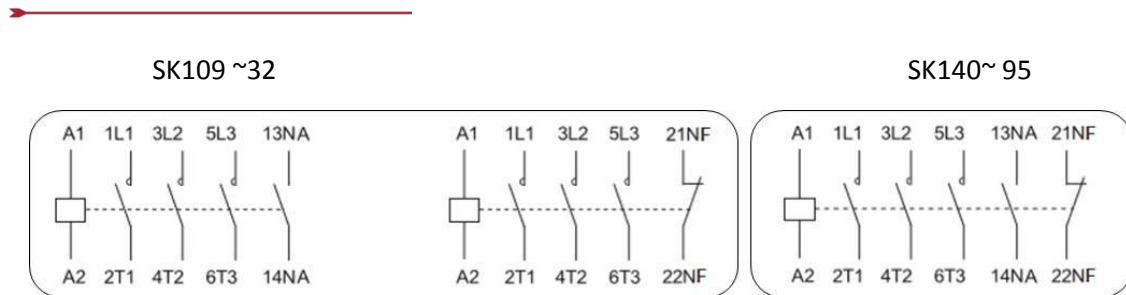 SK109 ~32 SK140~ 95
A1 1L1 3L2 5L3 13NA A1 1L1 3L2 5L3 21NF A1 1L1 3L2 5L3 13NA 21NF
A2 2T1 4T2 6T3 14NA A2 2T1 4T2 6T3 22NF A2 2T1 4T2 6T3 14NA 22NF